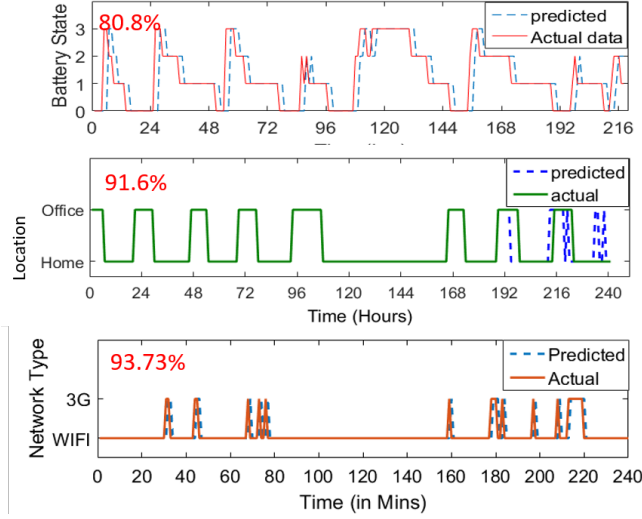 80.8%
predicted
Actual data
Battery State
3
2
1
0
0 24 48 72 96 120 144 168 192 216
91.6%
predicted
actual
Location
Office
Home
0 24 48 72 96 120 144 168 192 216 240
Time (Hours)
93.73%
Predicted
Actual
Network Type
3G
WIFI
0 20 40 60 80 100 120 140 160 180 200 220 240
Time (in Mins)